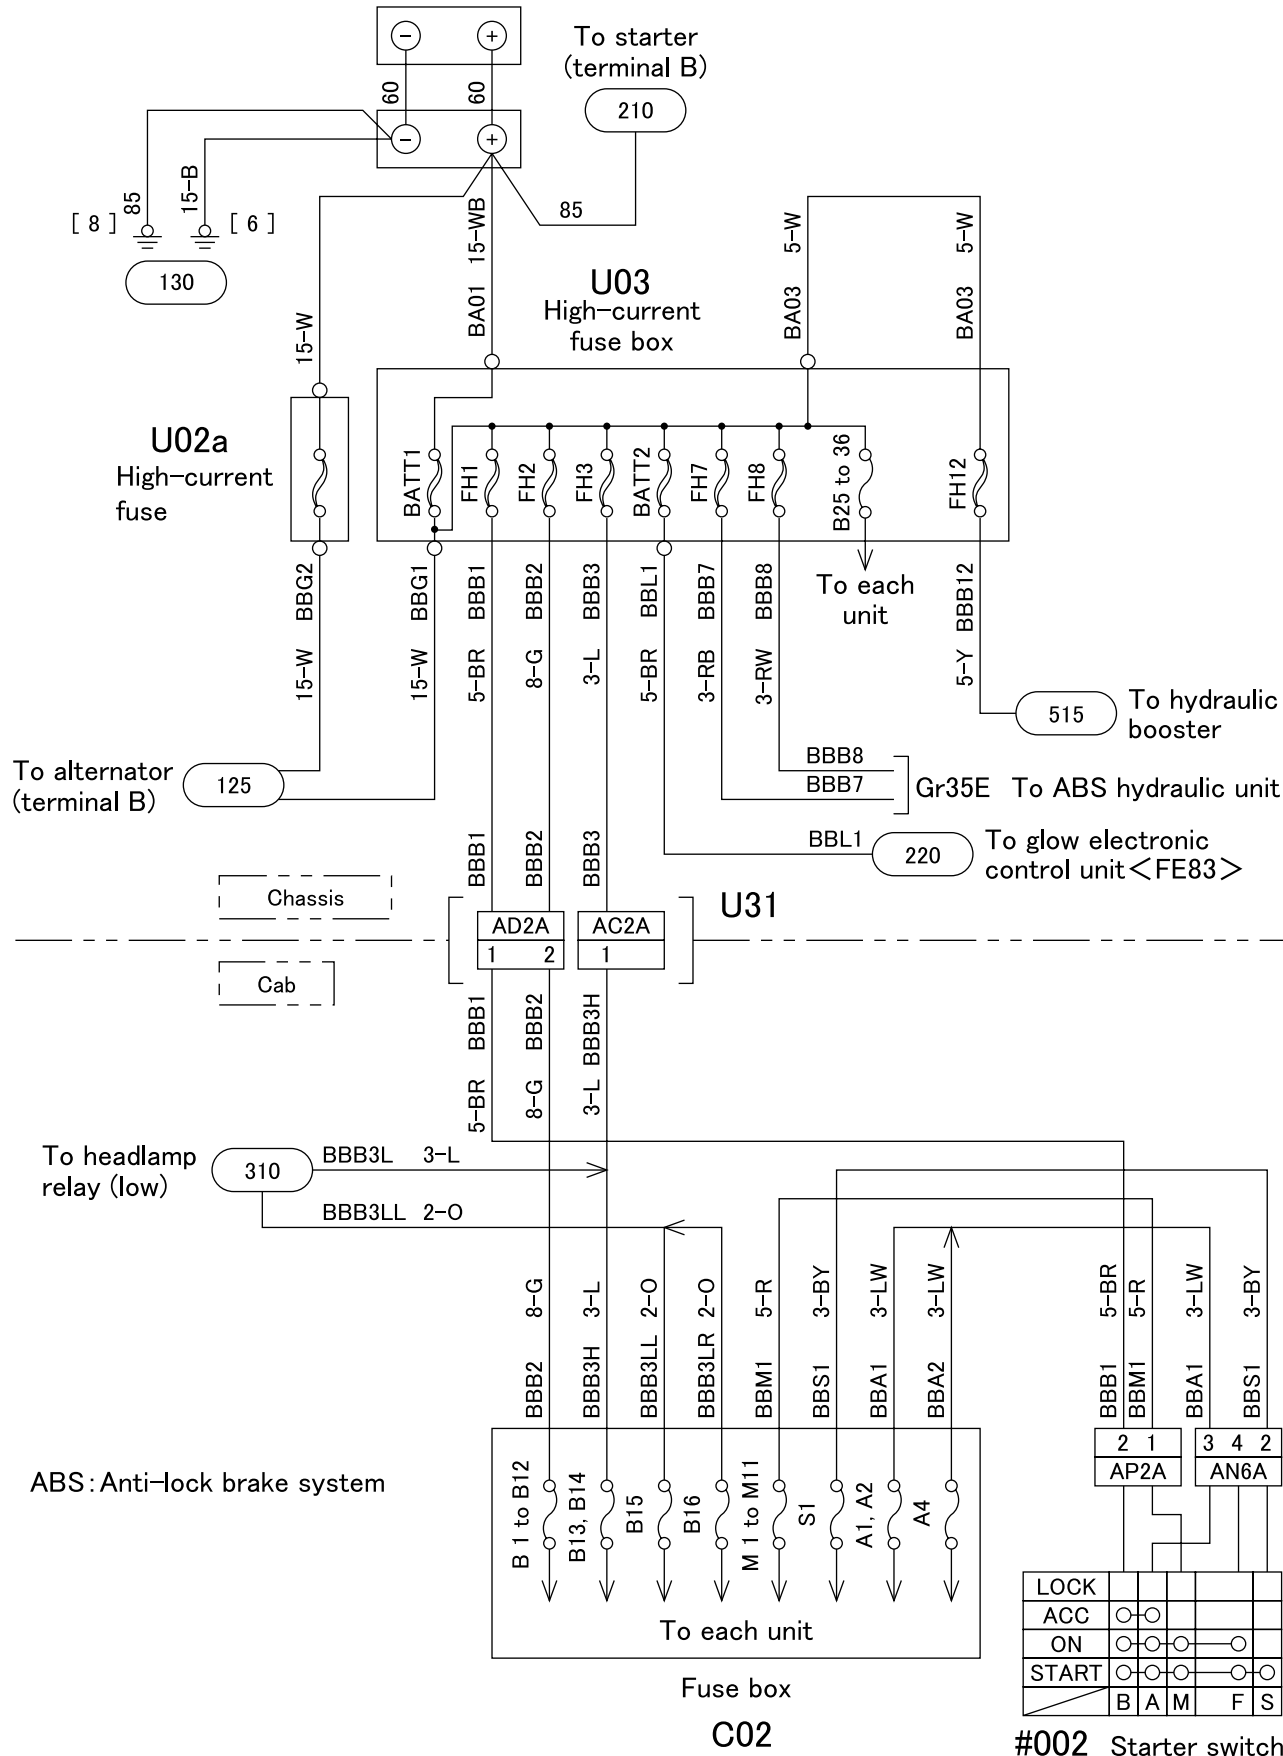 − +
To starter
(terminal B)
60 60
210
− +
85 15-B
[ 8 ] [ 6 ]
130
85
15-WB
BA01
5-W
BA03
5-W
BA03
U03
High-current
fuse box
15-W
U02a
High-current
fuse
BATT1
FH1
FH2
FH3
BATT2
FH7
FH8
B25 to 36
FH12
To each
unit
15-W BBG2
15-W BBG1
5-BR BBB1
8-G BBB2
3-L BBB3
5-BR BBL1
3-RB BBB7
3-RW BBB8
5-Y BBB12
515
To hydraulic
booster
To alternator
(terminal B)
125
BBB8
BBB7
Gr35E To ABS hydraulic unit
BBL1
220
To glow electronic
control unit＜FE83＞
BBB1
BBB2
BBB3
Chassis
U31
AD2A AC2A
1 2 1
Cab
5-BR BBB1
8-G BBB2
3-L BBB3H
To headlamp
relay (low)
310
BBB3L 3-L
BBB3LL 2-O
BBB2 8-G
BBB3H 3-L
BBB3LL 2-O
BBB3LR 2-O
BBM1 5-R
BBS1 3-BY
BBA1 3-LW
BBA2 3-LW
BBB1 5-BR
BBM1 5-R
BBA1 3-LW
BBS1 3-BY
2 1 3 4 2
AP2A AN6A
ABS:Anti-lock brake system
B 1 to B12
B13, B14
B15
B16
M 1 to M11
S1
A1, A2
A4
To each unit
Fuse box
C02
LOCK
ACC
ON
START
B A M F S
#002 Starter switch